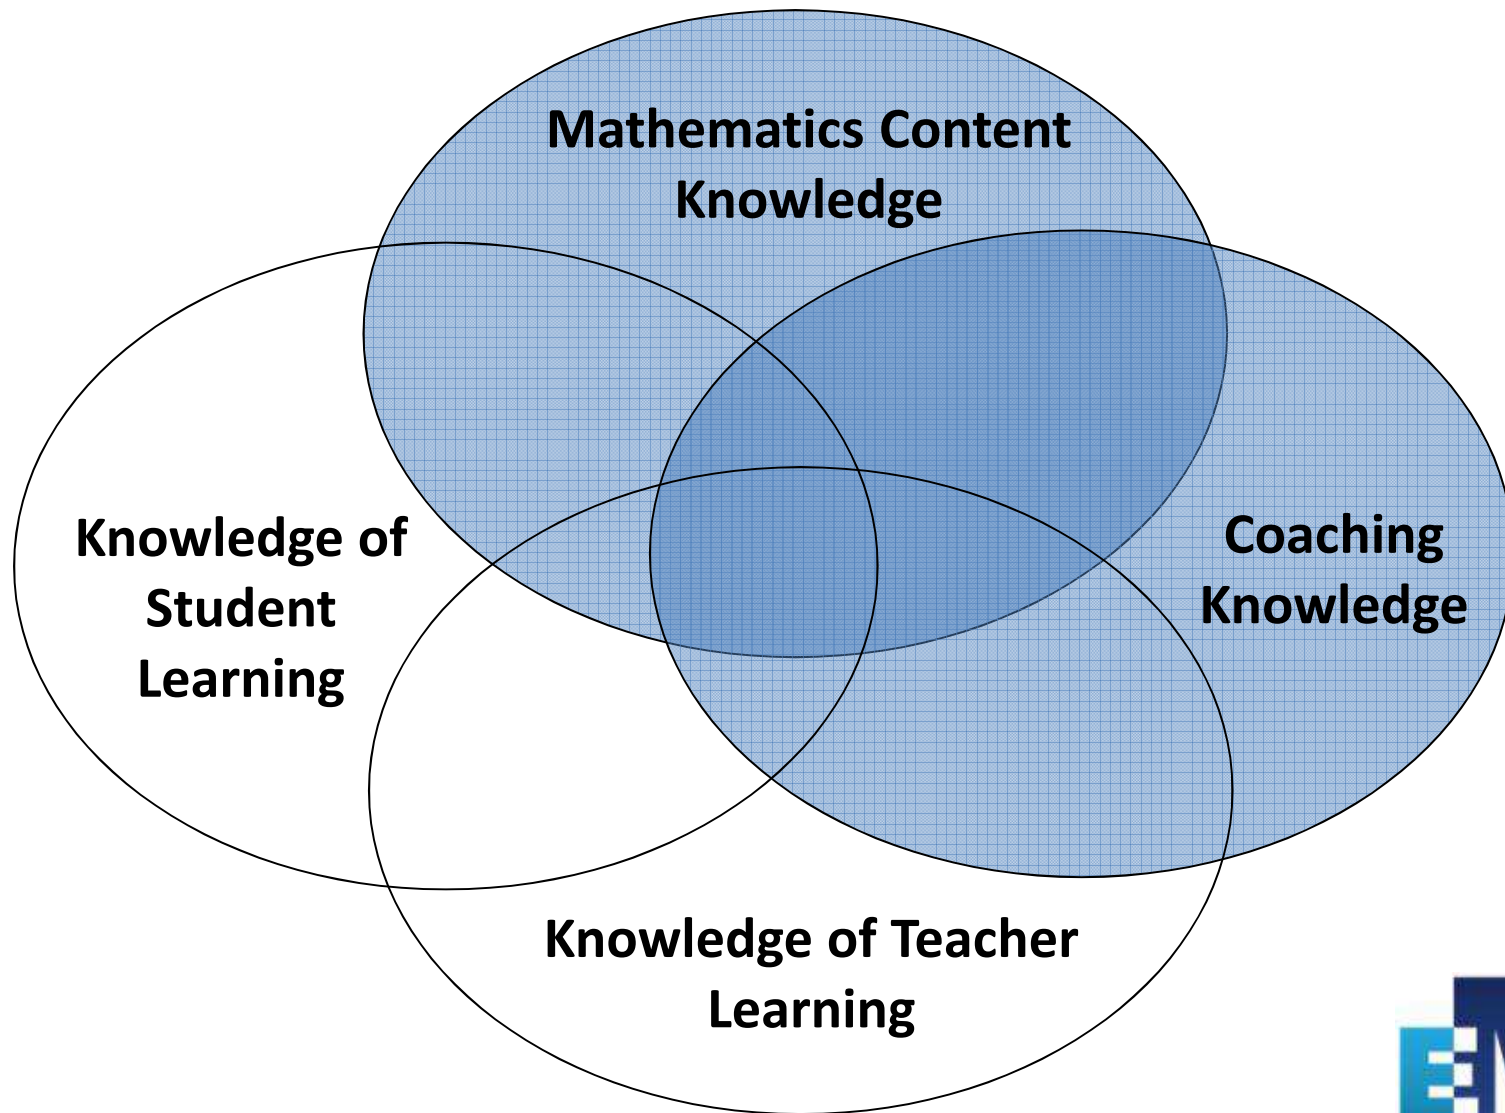 Mathematics Content
Knowledge
Knowledge of
Student
Learning
Coaching
Knowledge
Knowledge of Teacher
Learning